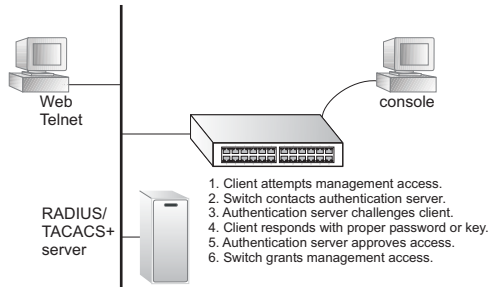 Web
Telnet
console
RADIUS/
TACACS+
server
1. Client attempts management access.
2. Switch contacts authentication server.
3. Authentication server challenges client.
4. Client responds with proper password or key.
5. Authentication server approves access.
6. Switch grants management access.